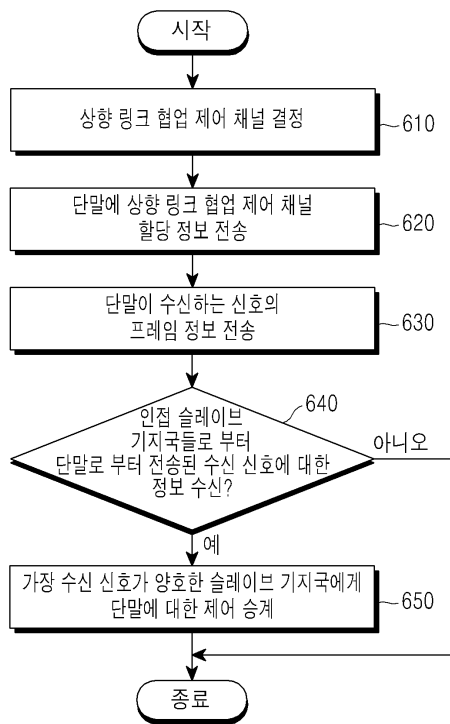 시작
상향 링크 협업 제어 채널 결정
610
단말에 상향 링크 협업 제어 채널
할당 정보 전송
620
단말이 수신하는 신호의
프레임 정보 전송
630
640
인접 슬레이브
기지국들로 부터
단말로 부터 전송된 수신 신호에 대한
정보 수신?
아니오
예
가장 수신 신호가 양호한 슬레이브 기지국에게
단말에 대한 제어 승계
650
종료